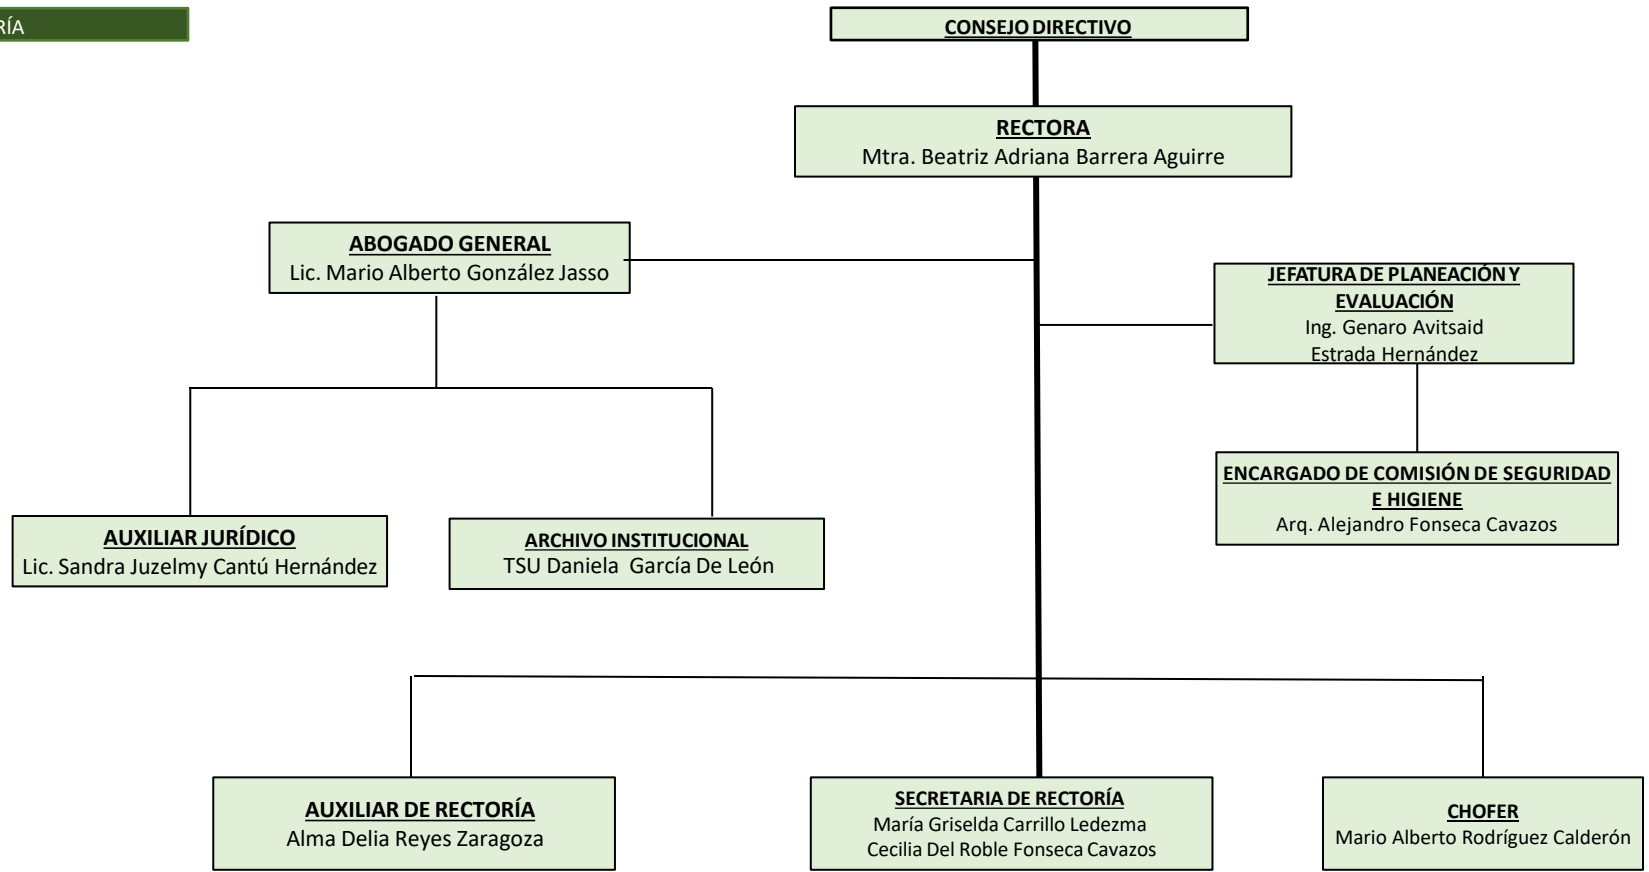 RÍA
CONSEJO DIRECTIVO
RECTORA
Mtra. Beatriz Adriana Barrera Aguirre
ABOGADO GENERAL
Lic. Mario Alberto González Jasso
JEFATURA DE PLANEACIÓN Y
EVALUACIÓN
Ing. Genaro Avitsaid
Estrada Hernández
ENCARGADO DE COMISIÓN DE SEGURIDAD
E HIGIENE
Arq. Alejandro Fonseca Cavazos
AUXILIAR JURÍDICO
Lic. Sandra Juzelmy Cantú Hernández
ARCHIVO INSTITUCIONAL
TSU Daniela  García De León
AUXILIAR DE RECTORÍA
Alma Delia Reyes Zaragoza
SECRETARIA DE RECTORÍA
María Griselda Carrillo Ledezma
Cecilia Del Roble Fonseca Cavazos
CHOFER
Mario Alberto Rodríguez Calderón